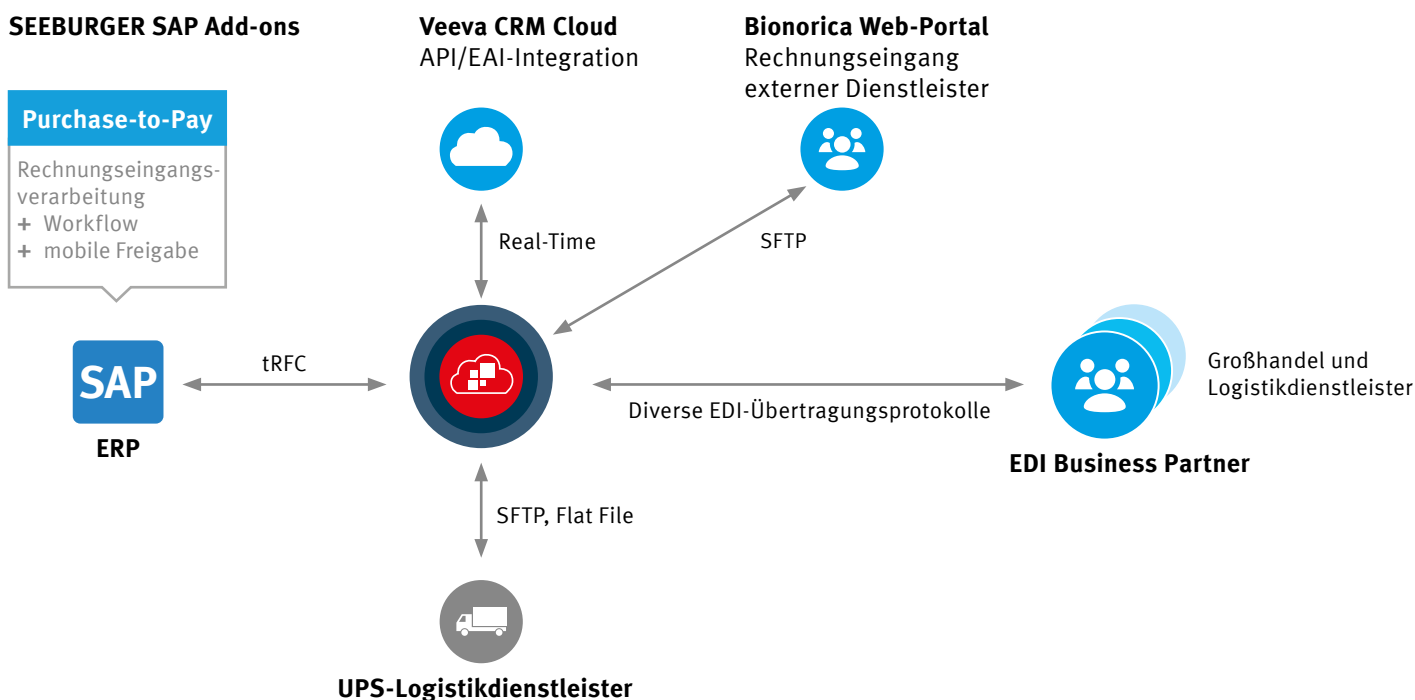 SEEBURGER SAP Add-ons
Veeva CRM Cloud
API/EAI-Integration
Bionorica Web-Portal
Rechnungseingang
externer Dienstleister
Purchase-to-Pay
Rechnungseingangs-
verarbeitung
+ Workflow
+ mobile Freigabe
Real-Time
SFTP
SAP
ERP
tRFC
Diverse EDI-Übertragungsprotokolle
Großhandel und
Logistikdienstleister
EDI Business Partner
SFTP, Flat File
UPS-Logistikdienstleister